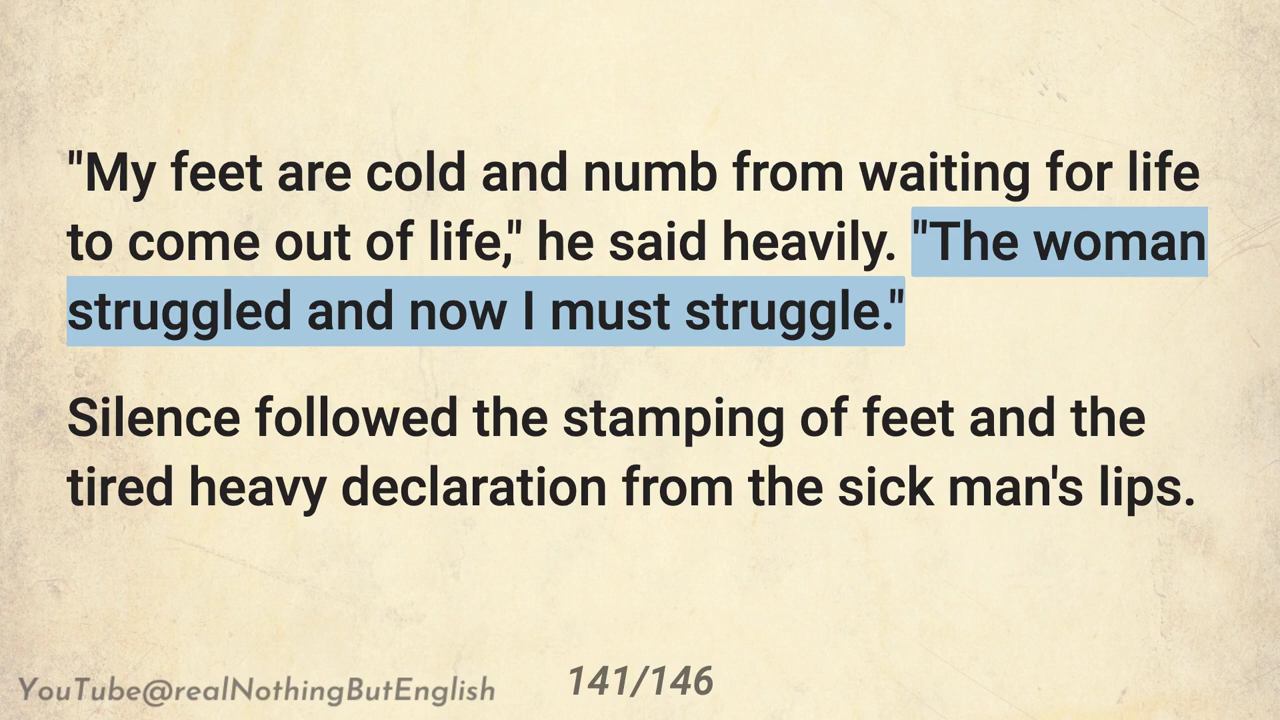 "My feet are cold and numb from waiting for life
to come out of life," he said heavily. "The woman
struggled and now I must struggle."
Silence followed the stamping of feet and the
tired heavy declaration from the sick man's lips.
YouTube@realNothingButEnglish
141/146